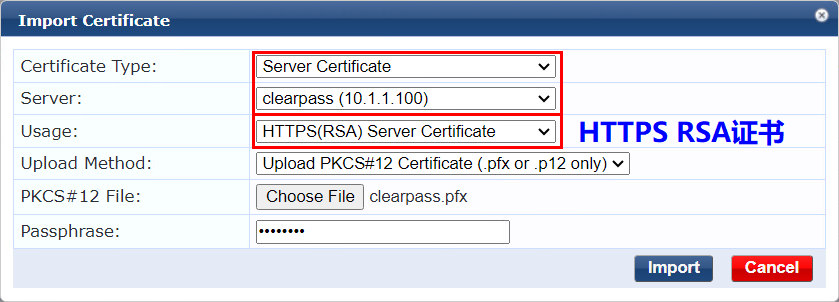 Import Certificate
Certificate Type: Server Certificate
Server: clearpass (10.1.1.100)
Usage: HTTPS(RSA) Server Certificate HTTPS RSA证书
Upload Method: Upload PKCS#12 Certificate (.pfx or .p12 only)
PKCS#12 File: Choose File clearpass.pfx
Passphrase: ••••••••
Import Cancel